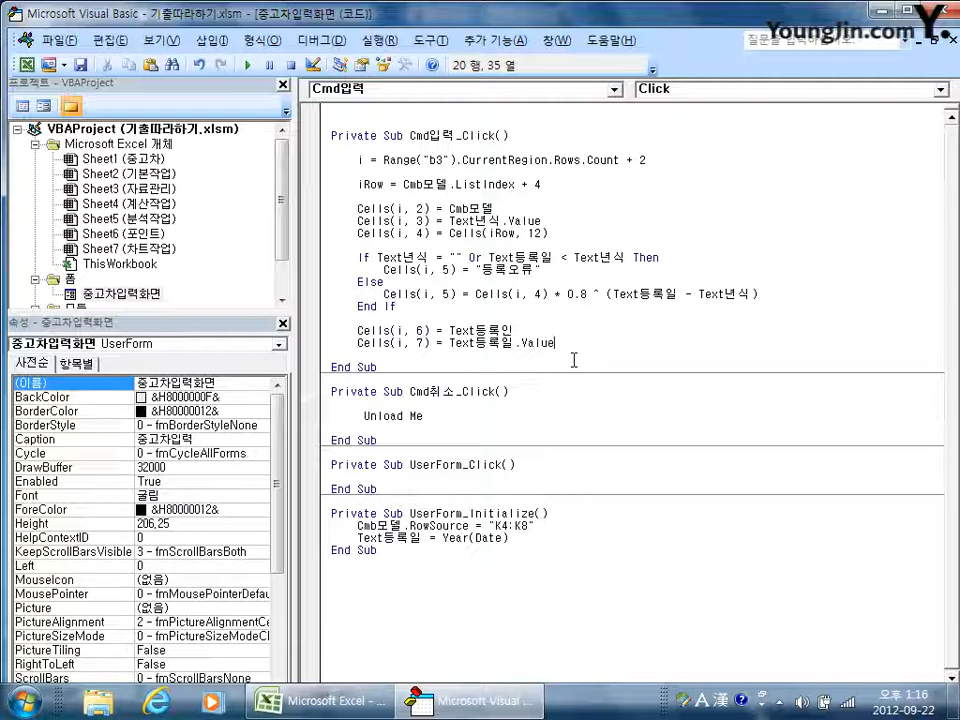 Microsoft Visual Basic - 기출따라하기.xlsm - [중고차입력화면 (코드)]
YoungJin.com Y.
파일(F) 편집(E) 보기(V) 삽입(I) 형식(O) 디버그(D) 실행(R) 도구(T) 추가 기능(A) 창(W) 도움말(H)
질문을 입력하십시오.
20 행, 35 열
프로젝트 - VBAProject
Cmd입력 Click
VBAProject (기출따라하기.xlsm)
Microsoft Excel 개체
Sheet1 (중고차)
Sheet2 (기본작업)
Sheet3 (자료관리)
Sheet4 (계산작업)
Sheet5 (분석작업)
Sheet6 (포인트)
Sheet7 (차트작업)
ThisWorkbook
폼
중고차입력화면
속성 - 중고차입력화면
중고차입력화면 UserForm
사전순 항목별
(이름) 중고차입력화면
BackColor &H8000000F&
BorderColor &H80000012&
BorderStyle 0 - fmBorderStyleNone
Caption 중고차입력
Cycle 0 - fmCycleAllForms
DrawBuffer 32000
Enabled True
Font 굴림
ForeColor &H80000012&
Height 206,25
HelpContextID 0
KeepScrollBarsVisible 3 - fmScrollBarsBoth
Left 0
MouseIcon (없음)
MousePointer 0 - fmMousePointerDefau
Picture (없음)
PictureAlignment 2 - fmPictureAlignmentCe
PictureSizeMode 0 - fmPictureSizeModeCl
PictureTiling False
RightToLeft False
ScrollBars 0 - fmScrollBarsNone
Private Sub Cmd입력_Click()
i = Range("b3").CurrentRegion.Rows.Count + 2
iRow = Cmb모델.ListIndex + 4
Cells(i, 2) = Cmb모델
Cells(i, 3) = Text년식.Value
Cells(i, 4) = Cells(iRow, 12)
If Text년식 = "" Or Text등록일 < Text년식 Then
Cells(i, 5) = "등록오류"
Else
Cells(i, 5) = Cells(i, 4) * 0.8 ^ (Text등록일 - Text년식)
End If
Cells(i, 6) = Text등록인
Cells(i, 7) = Text등록일.Value
End Sub
Private Sub Cmd취소_Click()
Unload Me
End Sub
Private Sub UserForm_Click()
End Sub
Private Sub UserForm_Initialize()
Cmb모델.RowSource = "K4:K8"
Text등록일 = Year(Date)
End Sub
Microsoft Excel - ... Microsoft Visual ...
A 漢
오후 1:16
2012-09-22